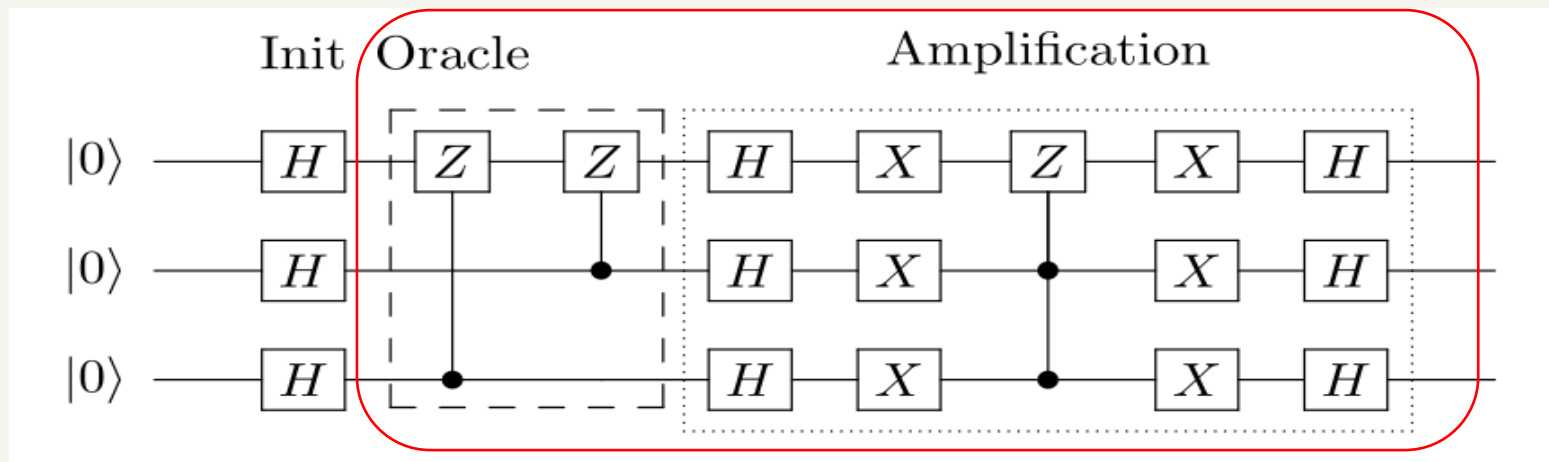 Init Oracle Amplification
|0⟩ H Z Z H X Z X H
|0⟩ H H X X H
|0⟩ H H X X H